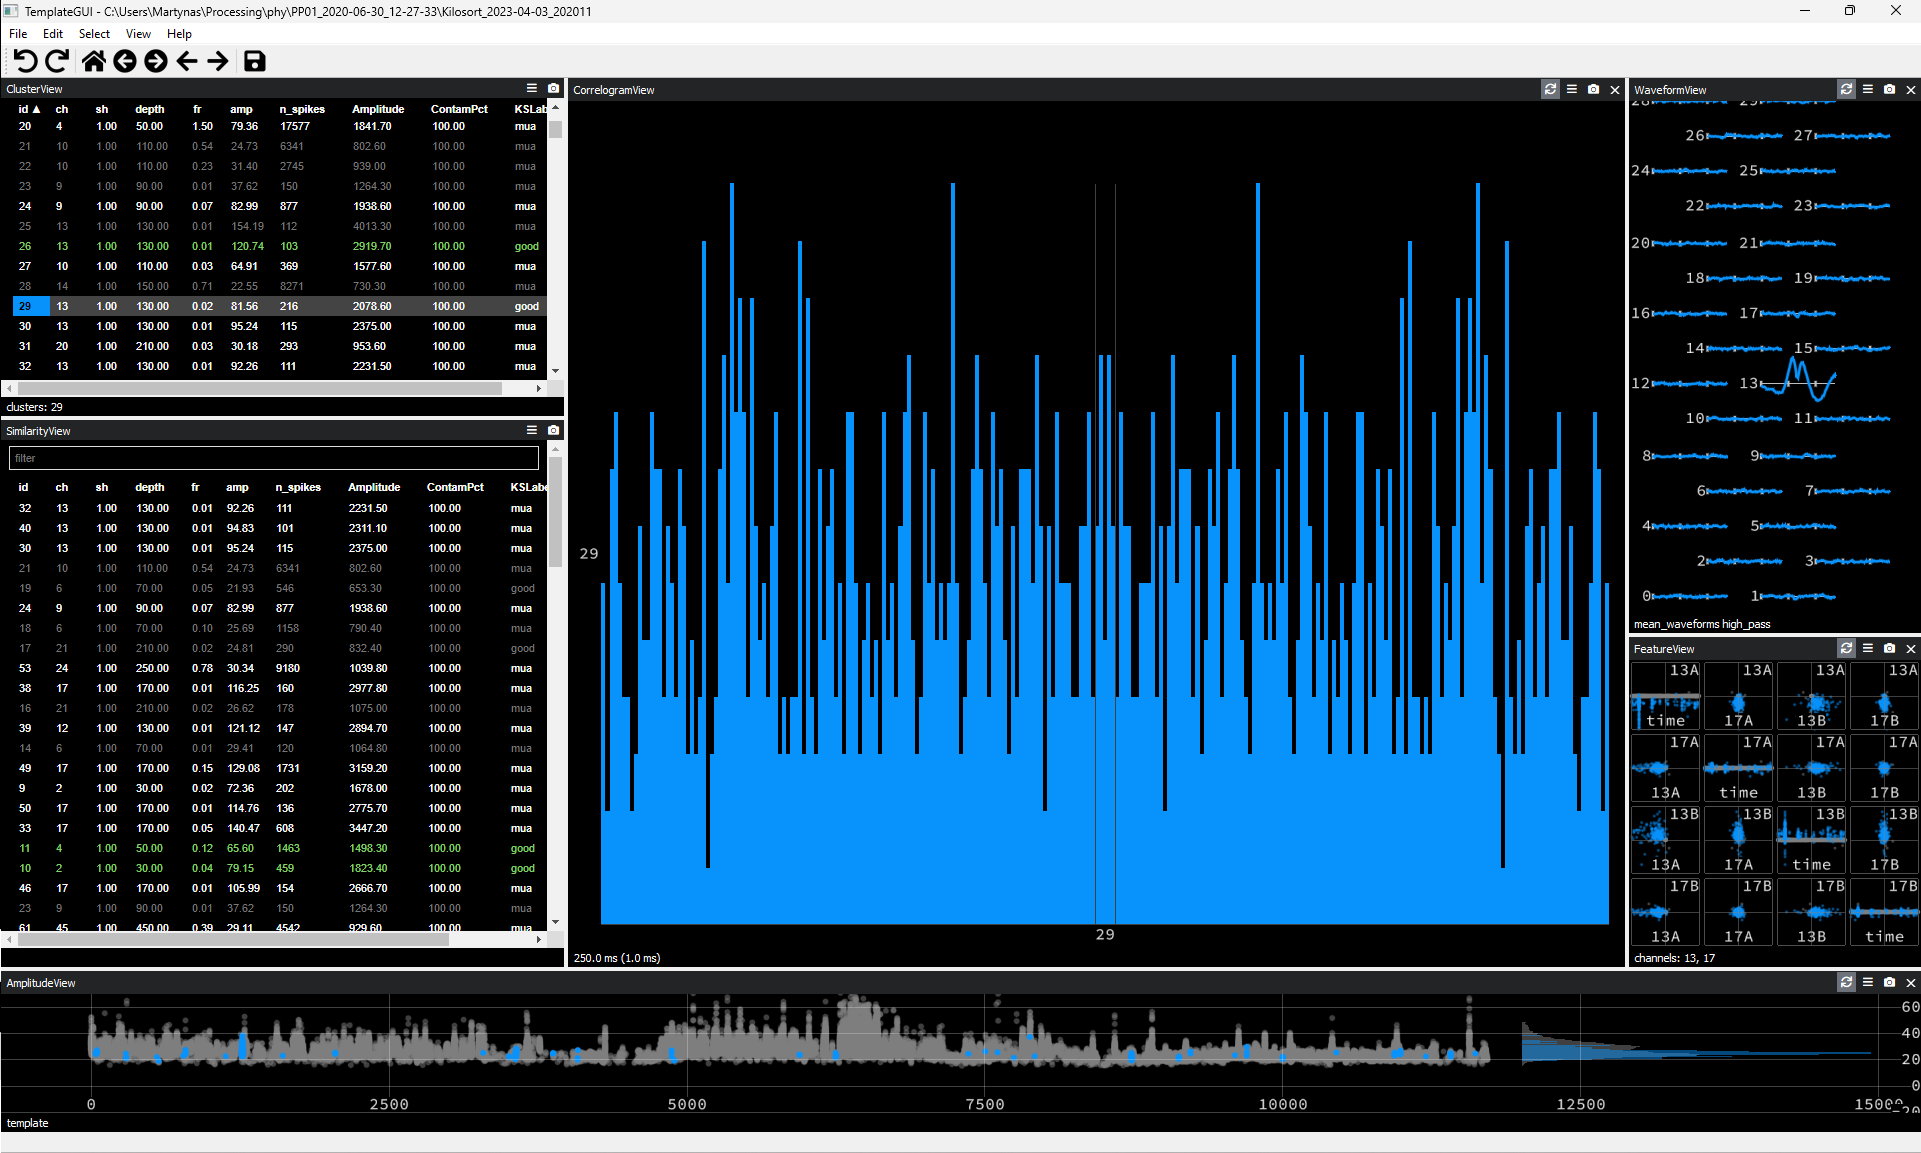 TemplateGUI - C:\Users\Martynas\Processing\phy\PP01_2020-06-30_12-27-33\Kilosort_2023-04-03_202011
File Edit Select View Help
ClusterView
id ▲ ch sh depth fr amp n_spikes Amplitude ContamPct KSLab
20 4 1.00 50.00 1.50 79.36 17577 1841.70 100.00 mua
21 10 1.00 110.00 0.54 24.73 6341 802.60 100.00 mua
22 10 1.00 110.00 0.23 31.40 2745 939.00 100.00 mua
23 9 1.00 90.00 0.01 37.62 150 1264.30 100.00 mua
24 9 1.00 90.00 0.07 82.99 877 1938.60 100.00 mua
25 13 1.00 130.00 0.01 154.19 112 4013.30 100.00 mua
26 13 1.00 130.00 0.01 120.74 103 2919.70 100.00 good
27 10 1.00 110.00 0.03 64.91 369 1577.60 100.00 mua
28 14 1.00 150.00 0.71 22.55 8271 730.30 100.00 mua
29 13 1.00 130.00 0.02 81.56 216 2078.60 100.00 good
30 13 1.00 130.00 0.01 95.24 115 2375.00 100.00 mua
31 20 1.00 210.00 0.03 30.18 293 953.60 100.00 mua
32 13 1.00 130.00 0.01 92.26 111 2231.50 100.00 mua
clusters: 29
SimilarityView
filter
id ch sh depth fr amp n_spikes Amplitude ContamPct KSLabe
32 13 1.00 130.00 0.01 92.26 111 2231.50 100.00 mua
40 13 1.00 130.00 0.01 94.83 101 2311.10 100.00 mua
30 13 1.00 130.00 0.01 95.24 115 2375.00 100.00 mua
21 10 1.00 110.00 0.54 24.73 6341 802.60 100.00 mua
19 6 1.00 70.00 0.05 21.93 546 653.30 100.00 good
24 9 1.00 90.00 0.07 82.99 877 1938.60 100.00 mua
18 6 1.00 70.00 0.10 25.69 1158 790.40 100.00 mua
17 21 1.00 210.00 0.02 24.81 290 832.40 100.00 good
53 24 1.00 250.00 0.78 30.34 9180 1039.80 100.00 mua
38 17 1.00 170.00 0.01 116.25 160 2977.80 100.00 mua
16 21 1.00 210.00 0.02 26.62 178 1075.00 100.00 mua
39 12 1.00 130.00 0.01 121.12 147 2894.70 100.00 mua
14 6 1.00 70.00 0.01 29.41 120 1064.80 100.00 mua
49 17 1.00 170.00 0.15 129.08 1731 3159.20 100.00 mua
9 2 1.00 30.00 0.02 72.36 202 1678.00 100.00 mua
50 17 1.00 170.00 0.01 114.76 136 2775.70 100.00 mua
33 17 1.00 170.00 0.05 140.47 608 3447.20 100.00 mua
11 4 1.00 50.00 0.12 65.60 1463 1498.30 100.00 good
10 2 1.00 30.00 0.04 79.15 459 1823.40 100.00 good
46 17 1.00 170.00 0.01 105.99 154 2666.70 100.00 mua
23 9 1.00 90.00 0.01 37.62 150 1264.30 100.00 mua
61 45 1.00 450.00 0.39 29.11 4542 929.60 100.00 mua
CorrelogramView
29
29
250.0 ms (1.0 ms)
WaveformView
28 29
26 27
24 25
22 23
20 21
18 19
16 17
14 15
12 13
10 11
8 9
6 7
4 5
2 3
0 1
mean_waveforms high_pass
FeatureView
13A 13A 13A 13A
time 17A 13B 17B
17A 17A 17A 17A
13A time 13B 17B
13B 13B 13B 13B
13A 17A time 17B
17B 17B 17B 17B
13A 17A 13B time
channels: 13, 17
AmplitudeView
60
40
20
0
-20
0 2500 5000 7500 10000 12500 1500
template